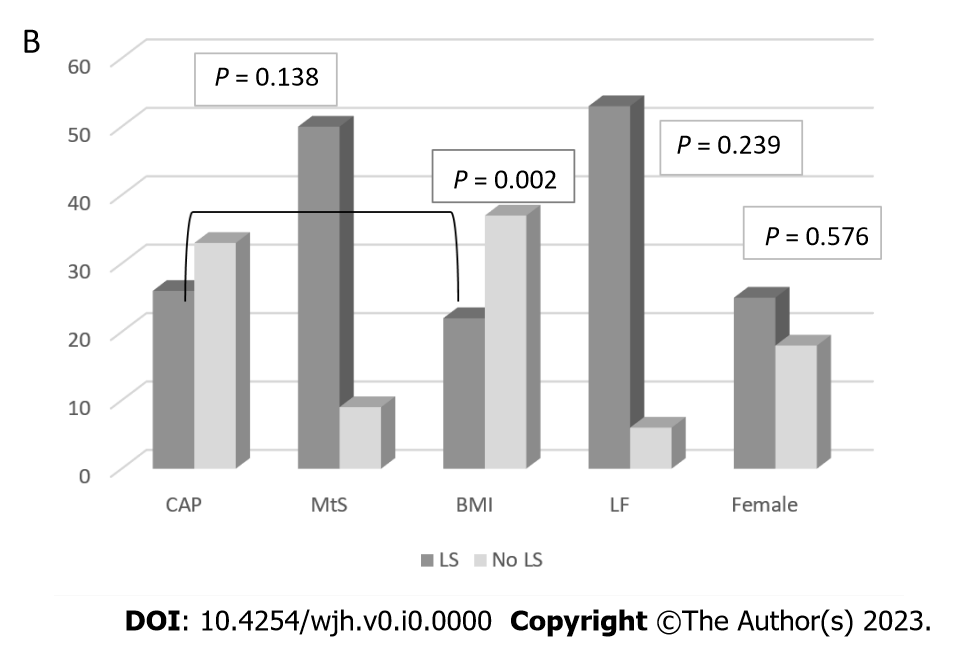 B
60
50
40
30
20
10
0
P = 0.138
P = 0.002
P = 0.239
P = 0.576
CAP MtS BMI LF Female
LS No LS
DOI: 10.4254/wjh.v0.i0.0000 Copyright ©The Author(s) 2023.